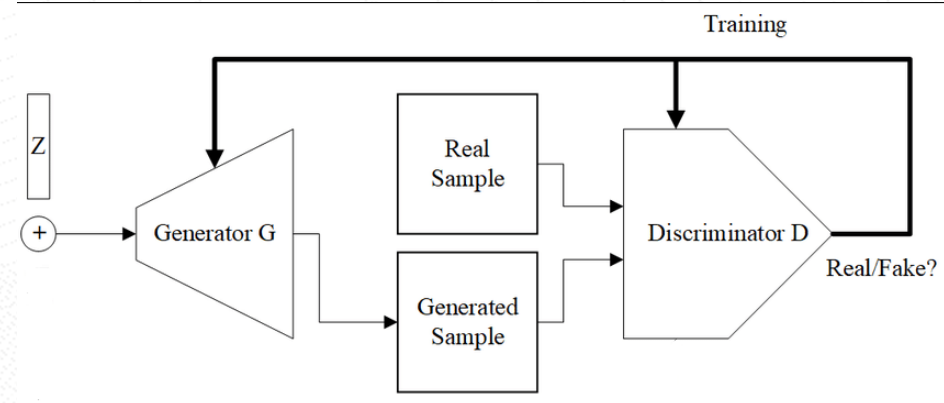 Training
Z
Real
Sample
+
Generator G
Discriminator D
Real/Fake?
Generated
Sample